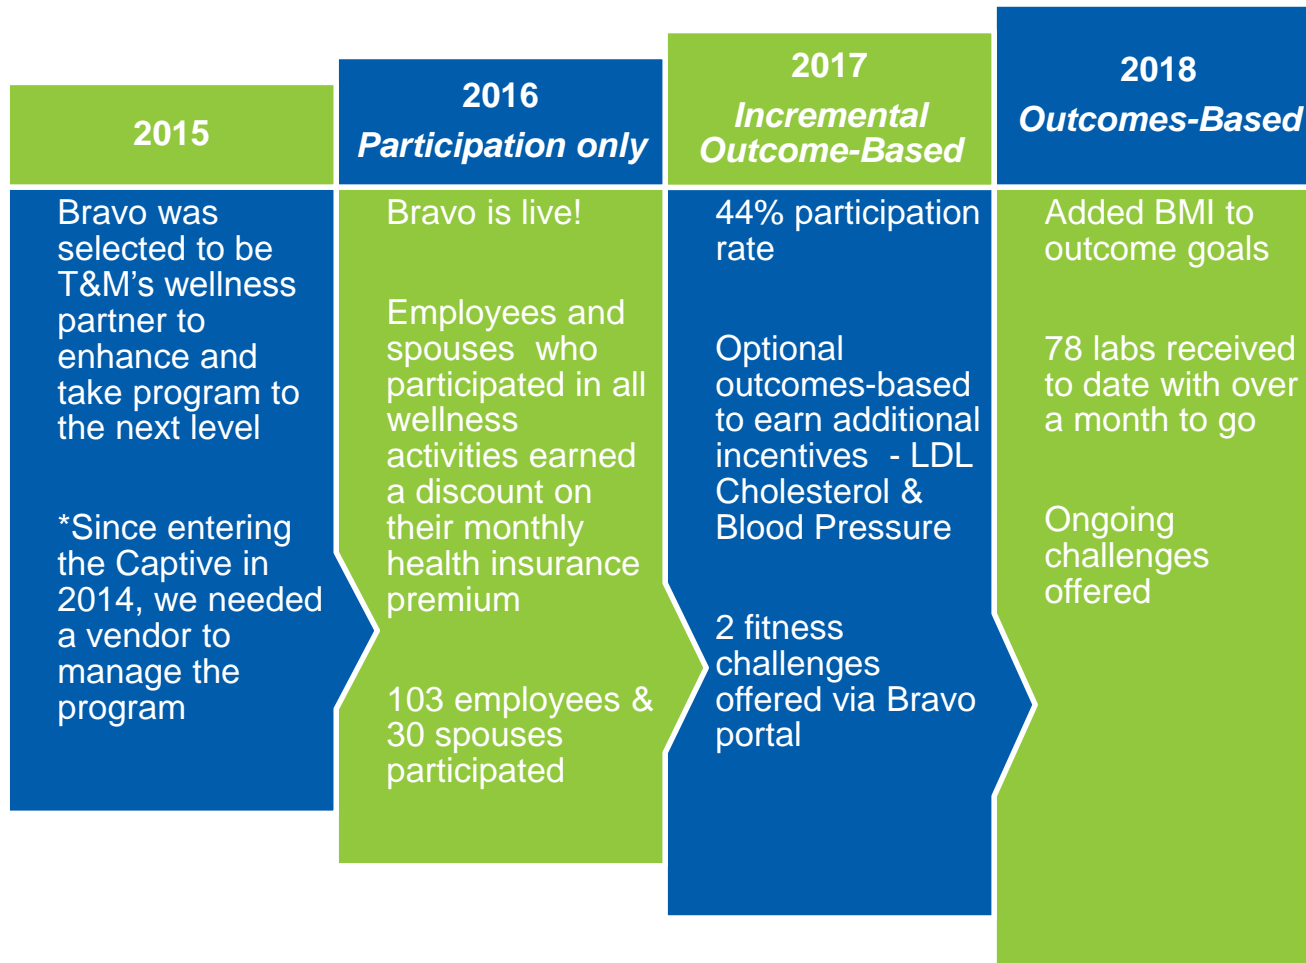 2015
Bravo was
selected to be
T&M's wellness
partner to
enhance and
take program to
the next level
*Since entering
the Captive in
2014, we needed
a vendor to
manage the
program
2016
Participation only
Bravo is live!
Employees and
spouses who
participated in all
wellness
activities earned
a discount on
their monthly
health insurance
premium
103 employees &
30 spouses
participated
2017
Incremental
Outcome-Based
44% participation
rate
Optional
outcomes-based
to earn additional
incentives - LDL
Cholesterol &
Blood Pressure
2 fitness
challenges
offered via Bravo
portal
2018
Outcomes-Based
Added BMI to
outcome goals
78 labs received
to date with over
a month to go
Ongoing
challenges
offered